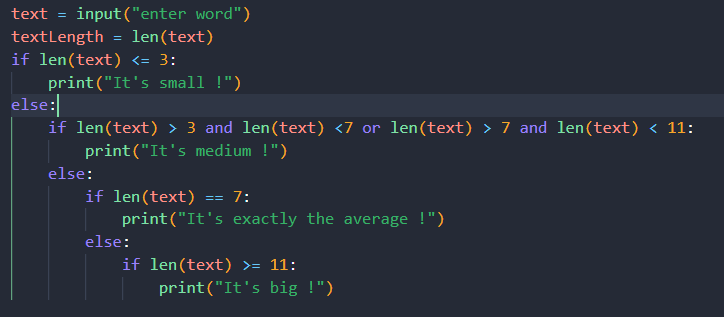 text = input("enter word")
textLength = len(text)
if len(text) <= 3:
    print("It's small !")
else:
    if len(text) > 3 and len(text) <7 or len(text) > 7 and len(text) < 11:
        print("It's medium !")
    else:
        if len(text) == 7:
            print("It's exactly the average !")
        else:
            if len(text) >= 11:
                print("It's big !")